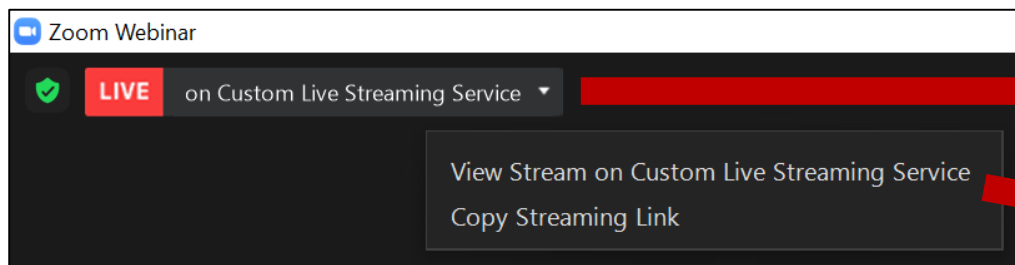 Zoom Webinar
LIVE on Custom Live Streaming Service
View Stream on Custom Live Streaming Service
Copy Streaming Link